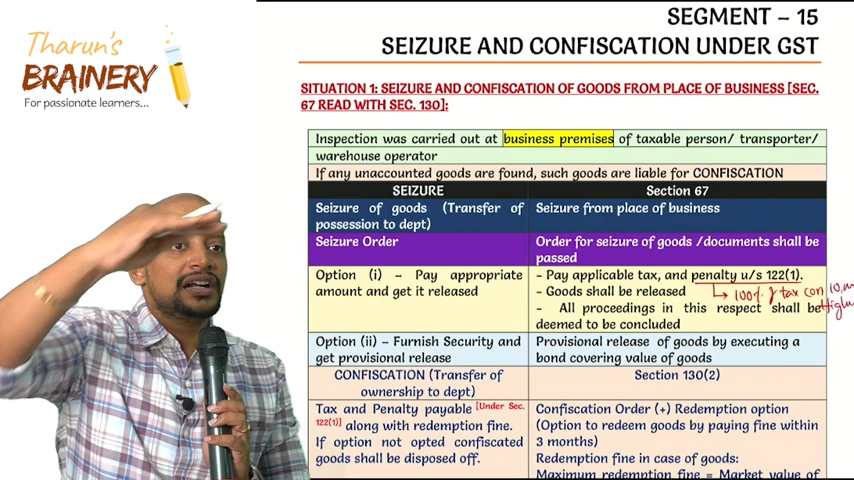 Tharun's
BRAINERY
For passionate learners...
SEGMENT – 15
SEIZURE AND CONFISCATION UNDER GST
SITUATION 1: SEIZURE AND CONFISCATION OF GOODS FROM PLACE OF BUSINESS [SEC.
67 READ WITH SEC. 130]:
Inspection was carried out at business premises of taxable person/ transporter/
warehouse operator
If any unaccounted goods are found, such goods are liable for CONFISCATION
SEIZURE
Section 67
Seizure of goods (Transfer of
possession to dept)
Seizure from place of business
Seizure Order
Order for seizure of goods /documents shall be
passed
Option (i) – Pay appropriate
amount and get it released
- Pay applicable tax, and penalty u/s 122(1).
- Goods shall be released
→ 100% of tax (or) 10,
- All proceedings in this respect shall be
deemed to be concluded
Option (ii) – Furnish Security and
get provisional release
Provisional release of goods by executing a
bond covering value of goods
CONFISCATION (Transfer of
ownership to dept)
Section 130(2)
Tax and Penalty payable [Under Sec.
122(1)] along with redemption fine.
If option not opted confiscated
goods shall be disposed off.
Confiscation Order (+) Redemption option
(Option to redeem goods by paying fine within
3 months)
Redemption fine in case of goods:
Maximum redemption fine = Market value of